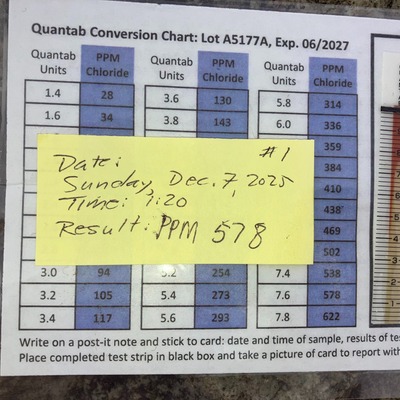 Quantab Conversion Chart: Lot A5177A, Exp. 06/2027
Quantab Units PPM Chloride Quantab Units PPM Chloride Quantab Units PPM Chloride
1.4 28 3.6 130 5.8 314
1.6 34 3.8 143 6.0 336
359
384
410
438
469
502
#1
Date:
Sunday, Dec. 7, 2025
Time: 1:20
Result: PPM 578
3.0 94 5.2 254 7.4 538
3.2 105 5.4 273 7.6 578
3.4 117 5.6 293 7.8 622
Write on a post-it note and stick to card: date and time of sample, results of
Place completed test strip in black box and take a picture of card to report